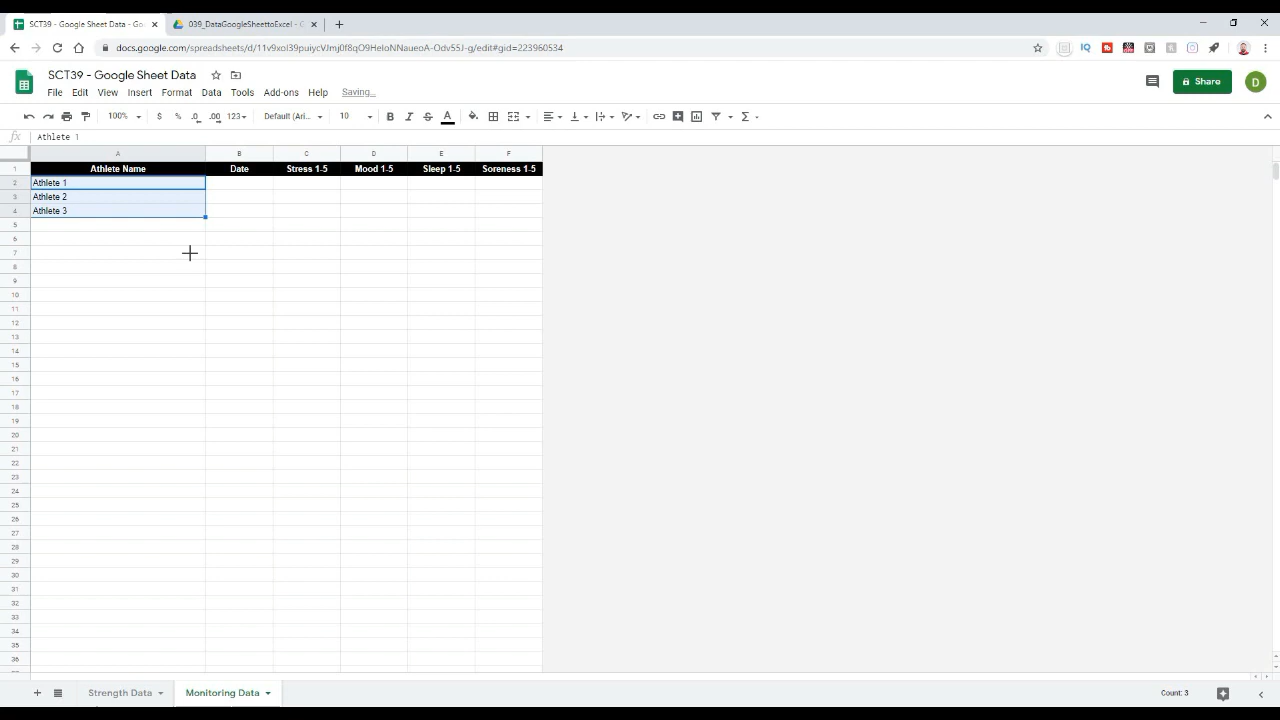 SCT39 - Google Sheet Data - Goo
039_DataGoogleSheettoExcel - G
docs.google.com/spreadsheets/d/11v9xol39puiycVJmj0f8qO9HeIoNNaueoA-Odv55J-g/edit#gid=223960534
SCT39 - Google Sheet Data
File Edit View Insert Format Data Tools Add-ons Help Saving...
Share
D
100% $ % .0 .00 123 Default (Ari... 10 B I S A
fx Athlete 1
A B C D E F
1 Athlete Name Date Stress 1-5 Mood 1-5 Sleep 1-5 Soreness 1-5
2 Athlete 1
3 Athlete 2
4 Athlete 3
5
6
7
8
9
10
11
12
13
14
15
16
17
18
19
20
21
22
23
24
25
26
27
28
29
30
31
32
33
34
35
36
Strength Data Monitoring Data Count: 3